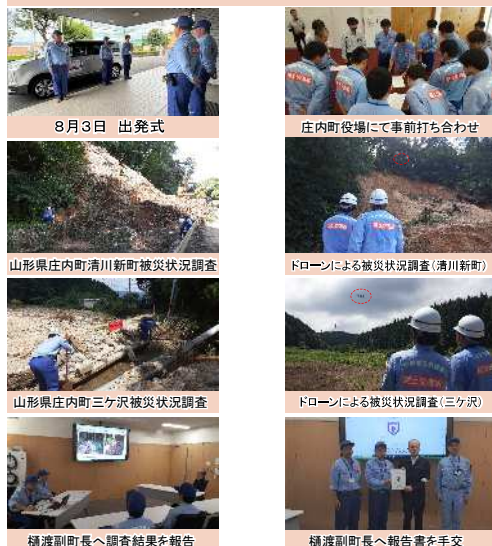 8月3日 出発式
庄内町役場にて事前打ち合わせ
山形県庄内町清川新町被災状況調査
ドローンによる被災状況調査(清川新町)
山形県庄内町三ケ沢被災状況調査
ドローンによる被災状況調査(三ケ沢)
樋渡副町長へ調査結果を報告
樋渡副町長へ報告書を手交